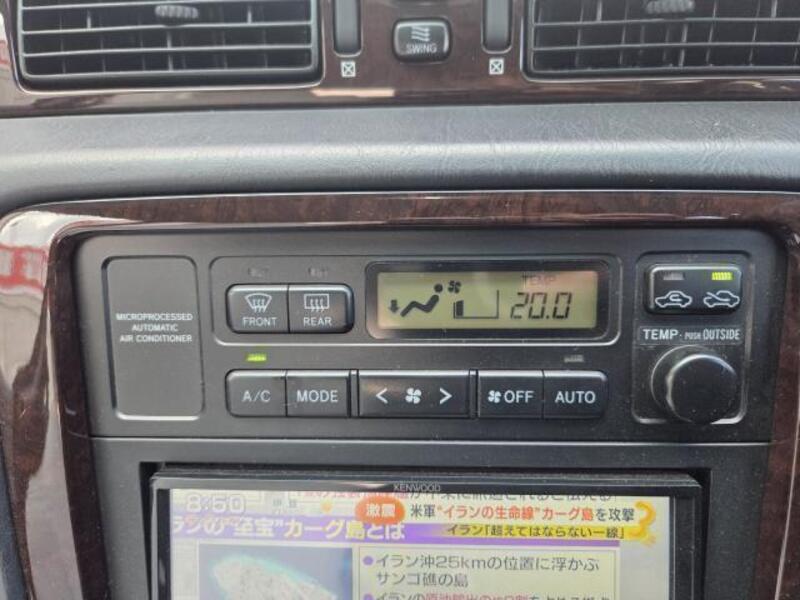 SWING
MICROPROCESSED
AUTOMATIC
AIR CONDITIONER
FRONT
REAR
TEMP
20.0
TEMP・PUSH OUTSIDE
A/C
MODE
OFF
AUTO
KENWOOD
8:50
激震
米軍“イランの生命線”カーグ島を攻撃
イラン「超えてはならない一線」
ランの“至宝”カーグ島とは
●イラン沖25kmの位置に浮かぶ
サンゴ礁の島